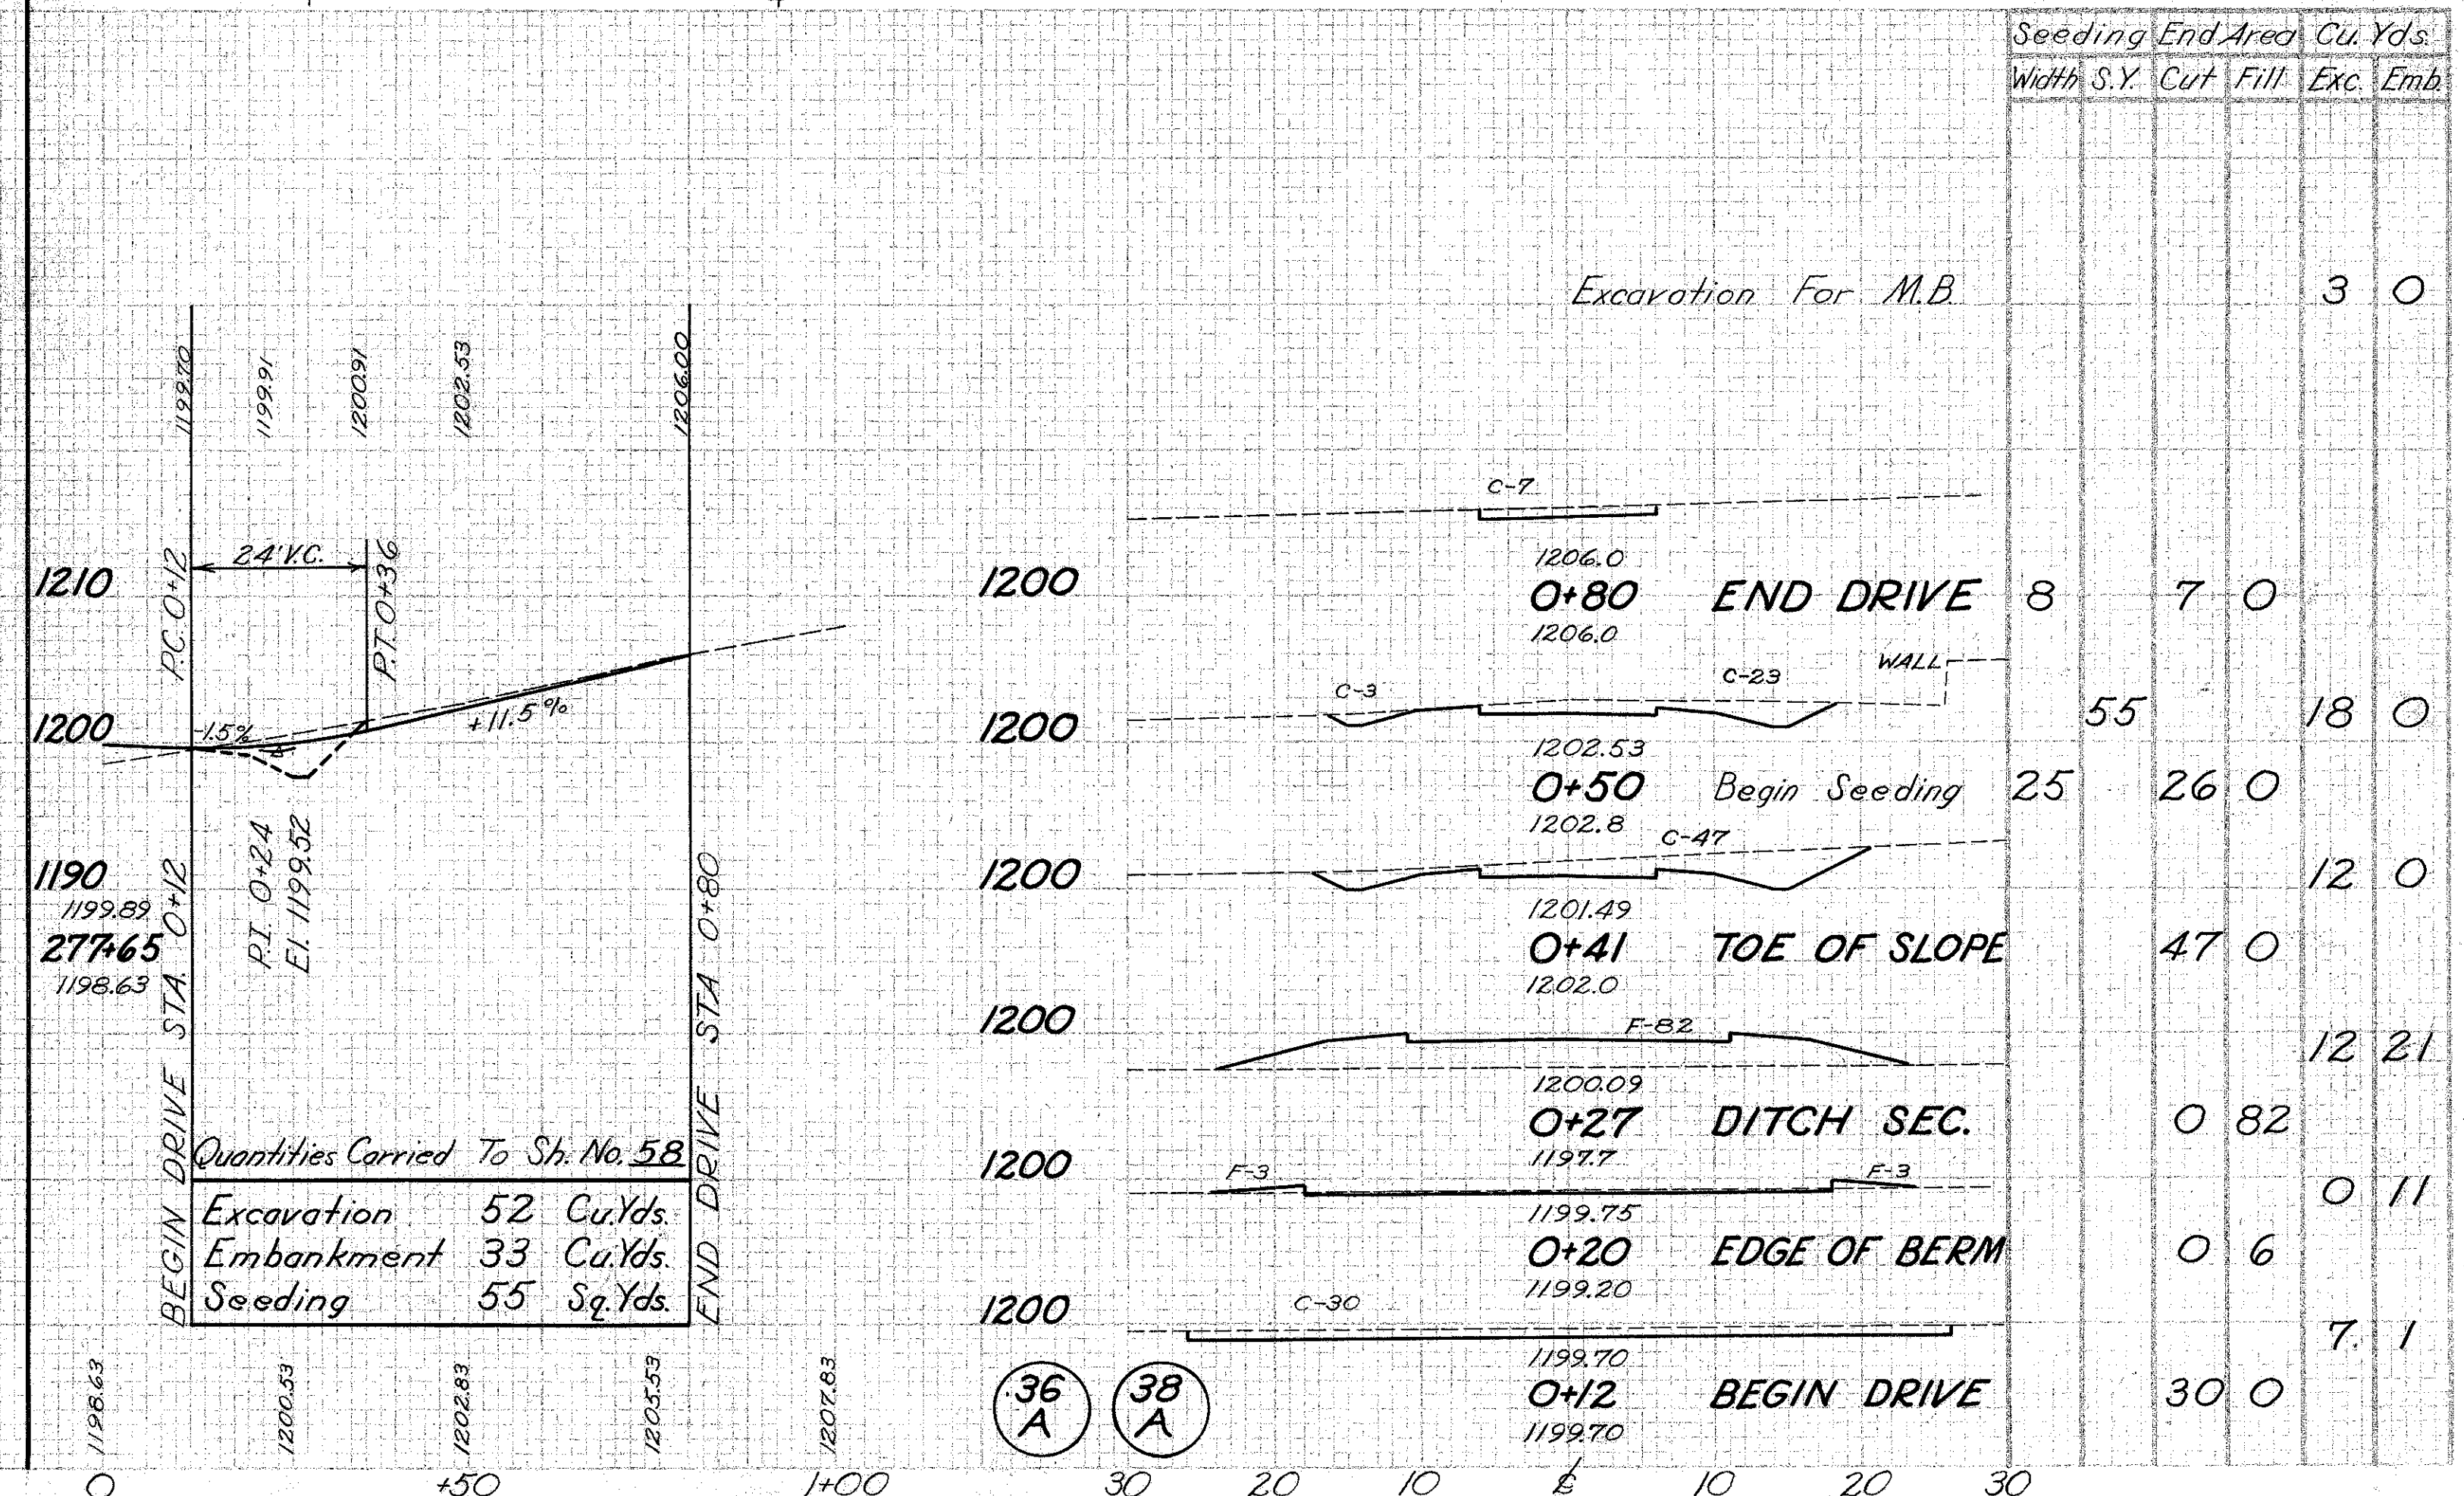 Seeding End Area Cu. Yds.
Width S.Y. Cut Fill Exc. Emb.
Excavation For M.B. 3 0
1199.70 1199.91 1200.91 1202.53 1206.00
P.C. 0+12
24' V.C.
P.T. 0+36
1210
1200
-1.5%
+11.5%
1190
1199.89
277+65
1198.63
P.I. 0+24
El. 1199.52
BEGIN DRIVE STA. 0+12
END DRIVE STA 0+80
Quantities Carried To Sh. No. 58
Excavation 52 Cu.Yds.
Embankment 33 Cu.Yds.
Seeding 55 Sq.Yds.
1198.63 1200.53 1202.83 1205.53 1207.83
0 +50 1+00
C-7
1200
1206.0
0+80 END DRIVE 8 7 0
1206.0
WALL
C-3 C-23
1200 55 18 0
1202.53
0+50 Begin Seeding 25 26 0
1202.8
C-47
1200 12 0
1201.49
0+41 TOE OF SLOPE 47 0
1202.0
1200 F-82 12 21
1200.09
0+27 DITCH SEC. 0 82
1197.7
1200 F-3 F-3 0 11
1199.75
0+20 EDGE OF BERM 0 6
1199.20
1200 C-30 7 1
1199.70
0+12 BEGIN DRIVE 30 0
1199.70
36 A
38 A
30 20 10 ℄ 10 20 30